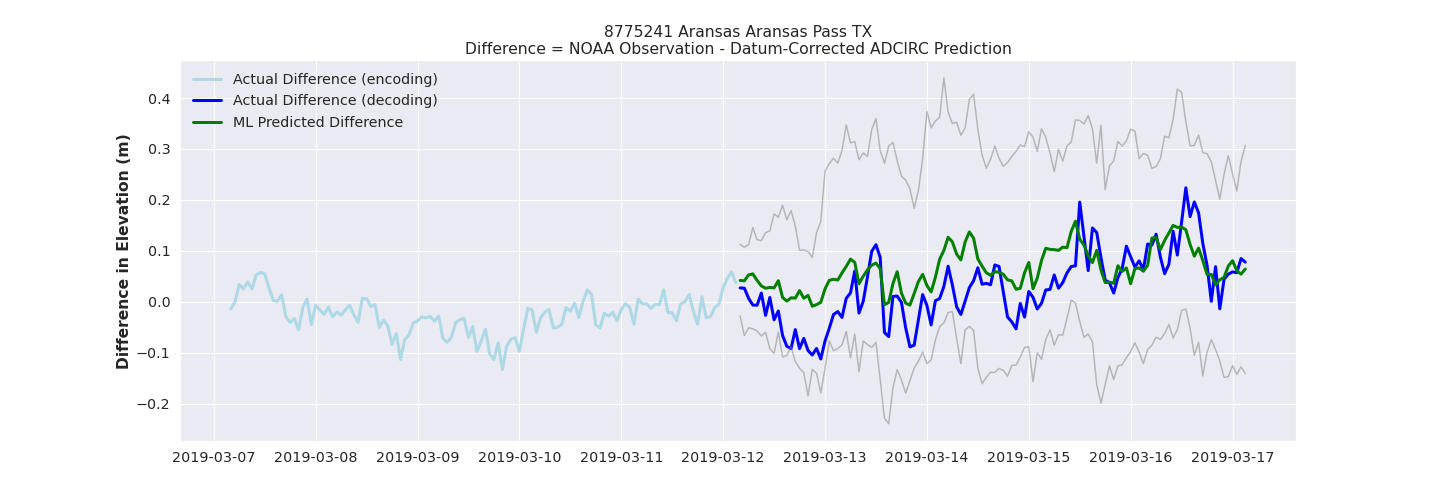 8775241 Aransas Aransas Pass TX
Difference = NOAA Observation - Datum-Corrected ADCIRC Prediction
Actual Difference (encoding)
Actual Difference (decoding)
ML Predicted Difference
Difference in Elevation (m)
0.4
0.3
0.2
0.1
0.0
−0.1
−0.2
2019-03-07 2019-03-08 2019-03-09 2019-03-10 2019-03-11 2019-03-12 2019-03-13 2019-03-14 2019-03-15 2019-03-16 2019-03-17